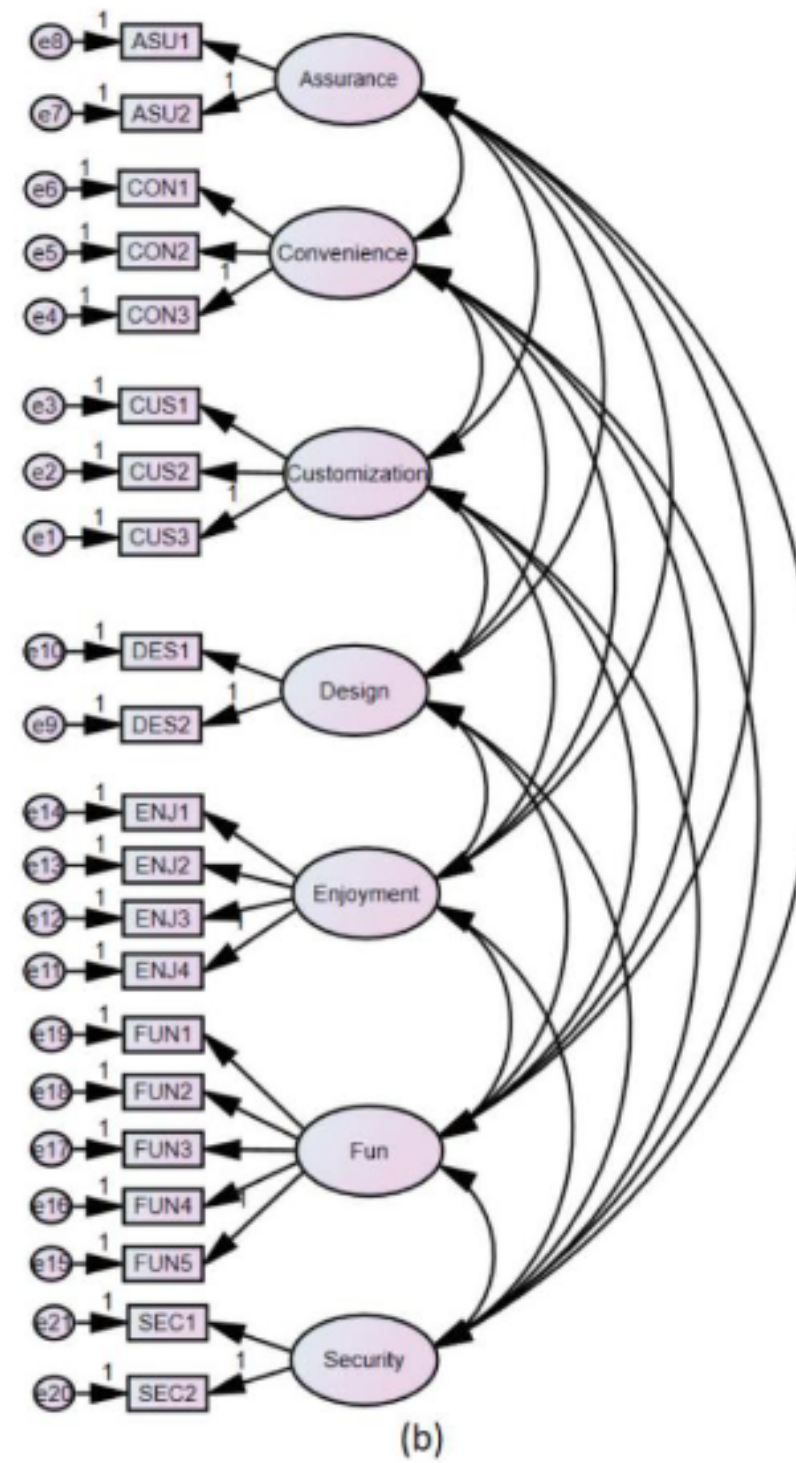 1
e8 ASU1
Assurance
1
1
e7 ASU2
1
e6 CON1
1
e5 CON2
Convenience
1
1
e4 CON3
1
e3 CUS1
1
e2 CUS2
Customization
1
1
e1 CUS3
1
e10 DES1
Design
1
1
e9 DES2
1
e14 ENJ1
1
e13 ENJ2
Enjoyment
1
e12 ENJ3
1
1
e11 ENJ4
1
e19 FUN1
1
e18 FUN2
1
e17 FUN3
Fun
1
e16 FUN4
1
1
e15 FUN5
1
e21 SEC1
Security
1
1
e20 SEC2
(b)